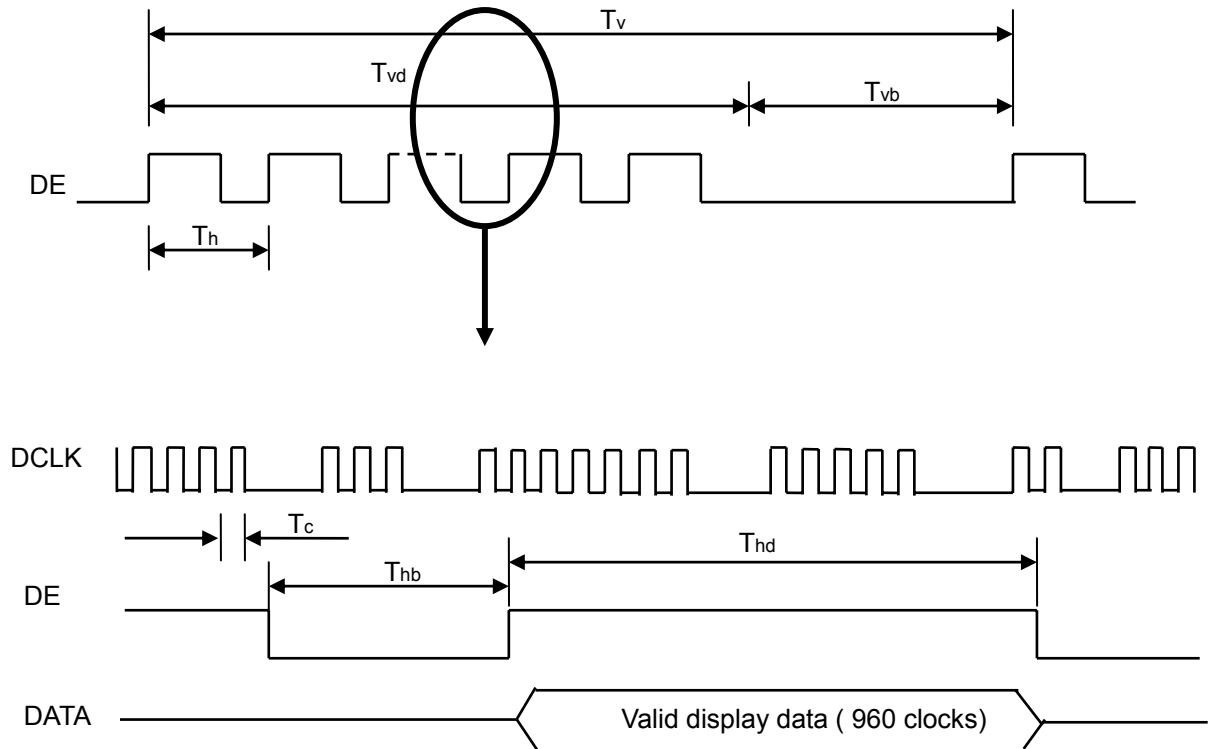 Tv
Tvd
Tvb
DE
Th
DCLK
Tc
Thd
Thb
DE
DATA
Valid display data ( 960 clocks)